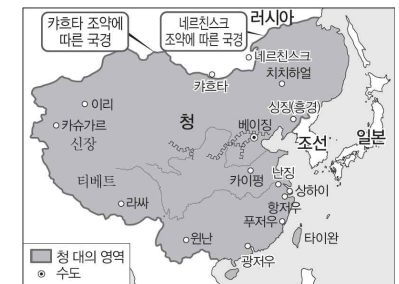 캬흐타 조약에
따른 국경
네르친스크
조약에 따른 국경
러시아
네르친스크
치치하얼
캬흐타
이리
카슈가르
신장
청
베이징
싱징(흥경)
조선
일본
티베트
라싸
카이펑
난징
상하이
항저우
푸저우
윈난
타이완
광저우
청 대의 영역
수도